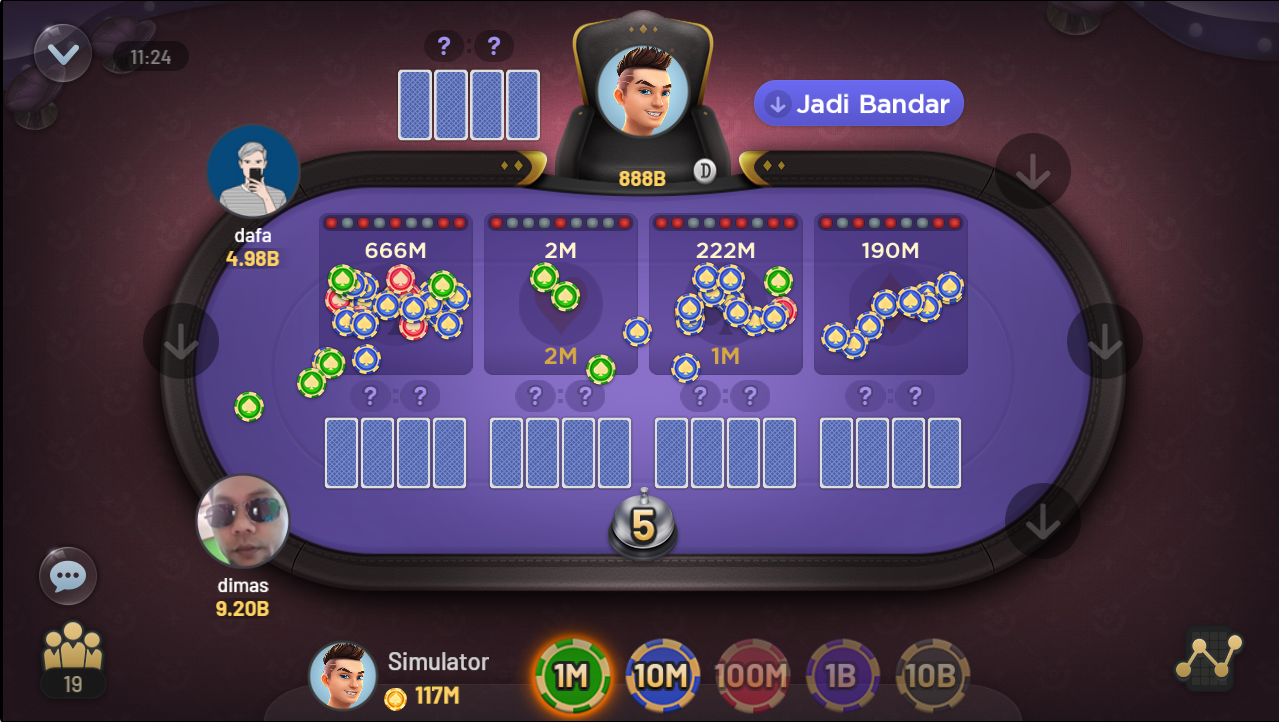 ? : ?
11:24
Jadi Bandar
888B
D
dafa
4.98B
666M
2M
222M
190M
2M
1M
? : ?
? : ?
? : ?
? : ?
5
dimas
9.20B
19
Simulator
117M
1M
10M
100M
1B
10B